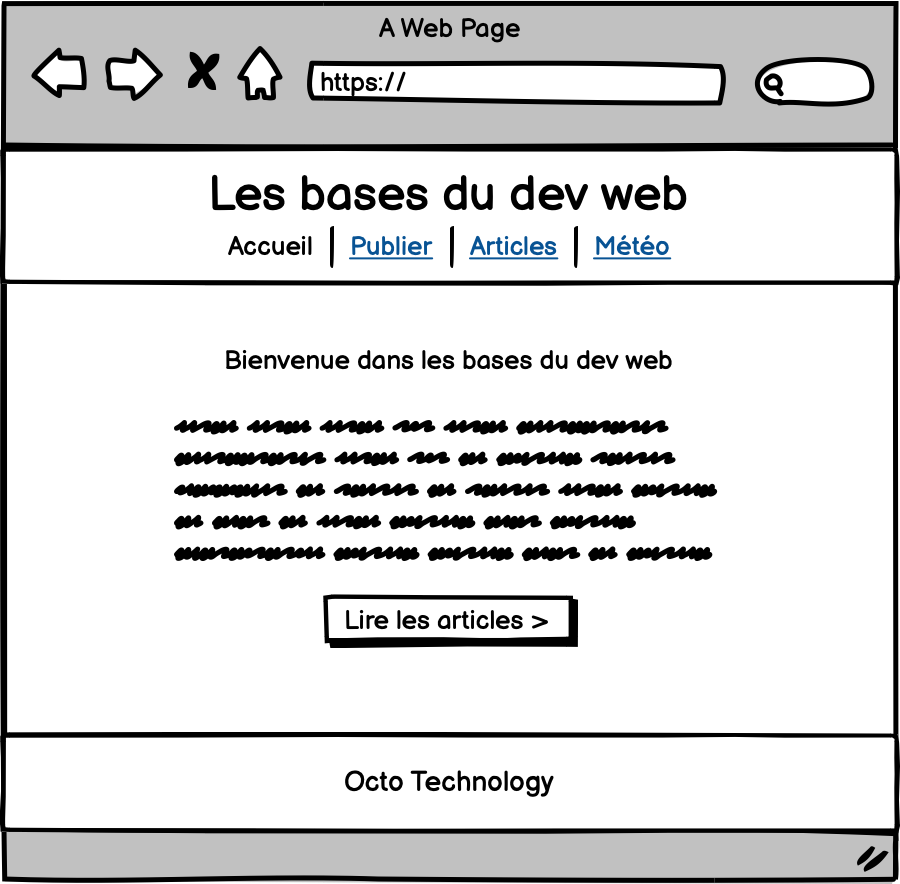 A Web Page
https://
Les bases du dev web
Accueil Publier Articles Météo
Bienvenue dans les bases du dev web
Lire les articles >
Octo Technology